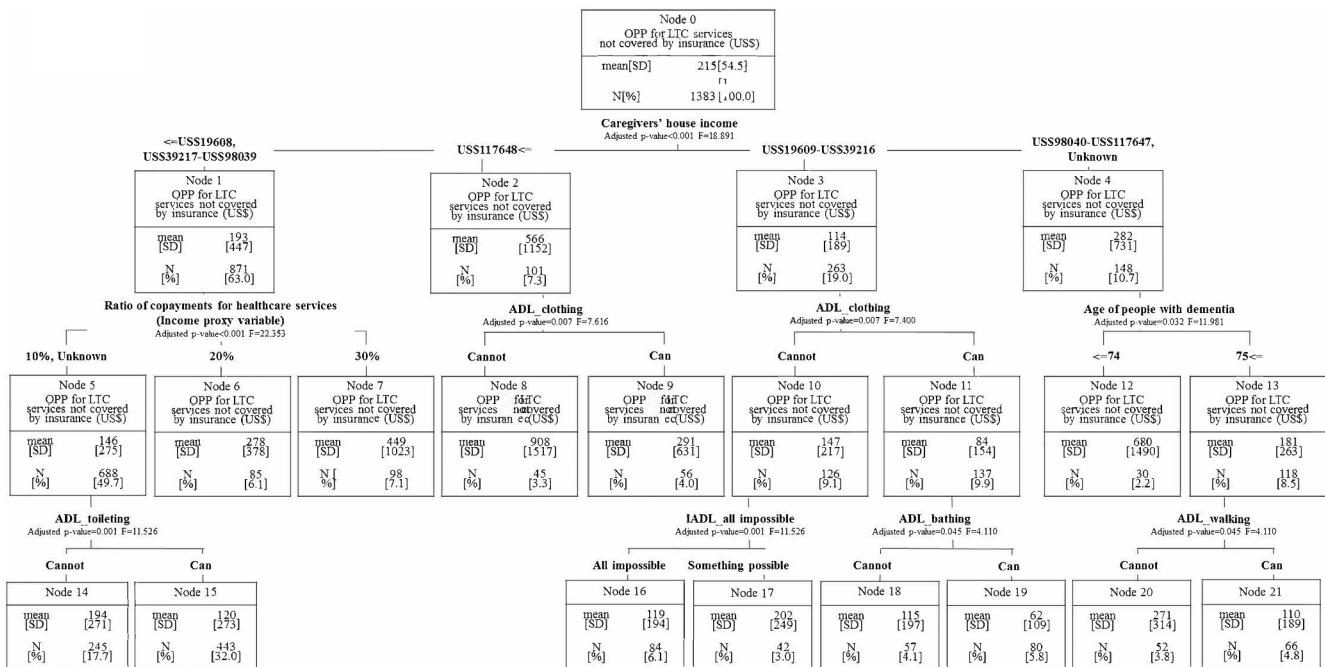 Node 0
OPP for LTC services
not covered by insurance (US$)
mean[SD] 215[54.5]
N[%] 1383
Caregivers' house income
Adjusted p-value<0.001 F=18.891
<=US$19608,
US$39217-US$98039
US$117648<=
US$19609-US$39216
US$98040-US$117647,
Unknown
Node 1
OPP for LTC
services not covered
by insurance (US$)
mean 193
[SD] [447]
N 871
[%] [63.0]
Node 2
OPP for LTC
services not covered
by insurance (US$)
mean 566
[SD] [1152]
N 101
[%] [7.3]
Node 3
OPP for LTC
services not covered
by insurance (US$)
mean 114
[SD] [189]
N 263
[%] [19.0]
Node 4
OPP for LTC
services not covered
by insurance (US$)
mean 282
[SD] [731]
N 148
[%] [10.7]
Ratio of copayments for healthcare services
(Income proxy variable)
Adjusted p-value<0.001 F=22.353
ADL_clothing
Adjusted p-value=0.007 F=7.616
ADL_clothing
Adjusted p-value=0.007 F=7.400
Age of people with dementia
Adjusted p-value=0.032 F=11.981
10%, Unknown
20%
30%
Cannot
Can
Cannot
Can
<=74
75<=
Node 5
OPP for LTC
services not covered
by insurance (US$)
mean 146
[SD] [275]
N 688
[%] [49.7]
Node 6
OPP for LTC
services not covered
by insurance (US$)
mean 278
[SD] [378]
N 85
[%] [6.1]
Node 7
OPP for LTC
services not covered
by insurance (US$)
mean 449
[SD] [1023]
N [ 98
%] [7.1]
Node 8
OPP
services
by insuran (US$)
mean 908
[SD] [1517]
N 45
[%] [3.3]
Node 9
OPP
services
by insuran (US$)
mean 291
[SD] [631]
N 56
[%] [4.0]
Node 10
OPP for LTC
services not covered
by insurance (US$)
mean 147
[SD] [217]
N 126
[%] [9.1]
Node 11
OPP for LTC
services not covered
by insurance (US$)
mean 84
[SD] [154]
N 137
[%] [9.9]
Node 12
OPP for LTC
services not covered
by insurance (US$)
mean 680
[SD] [1490]
N 30
[%] [2.2]
Node 13
OPP for LTC
services not covered
by insurance (US$)
mean 181
[SD] [263]
N 118
[%] [8.5]
ADL_toileting
Adjusted p-value=0.001 F=11.526
IADL_all impossible
Adjusted p-value=0.001 F=11.526
ADL_bathing
Adjusted p-value=0.045 F=4.110
ADL_walking
Adjusted p-value=0.045 F=4.110
Cannot
Can
All impossible
Something possible
Cannot
Can
Cannot
Can
Node 14
mean 194
[SD] [271]
N 245
[%] [17.7]
Node 15
mean 120
[SD] [273]
N 443
[%] [32.0]
Node 16
mean 119
[SD] [194]
N 84
[%] [6.1]
Node 17
mean 202
[SD] [249]
N 42
[%] [3.0]
Node 18
mean 115
[SD] [197]
N 57
[%] [4.1]
Node 19
mean 62
[SD] [109]
N 80
[%] [5.8]
Node 20
mean 271
[SD] [314]
N 52
[%] [3.8]
Node 21
mean 110
[SD] [189]
N 66
[%] [4.8]